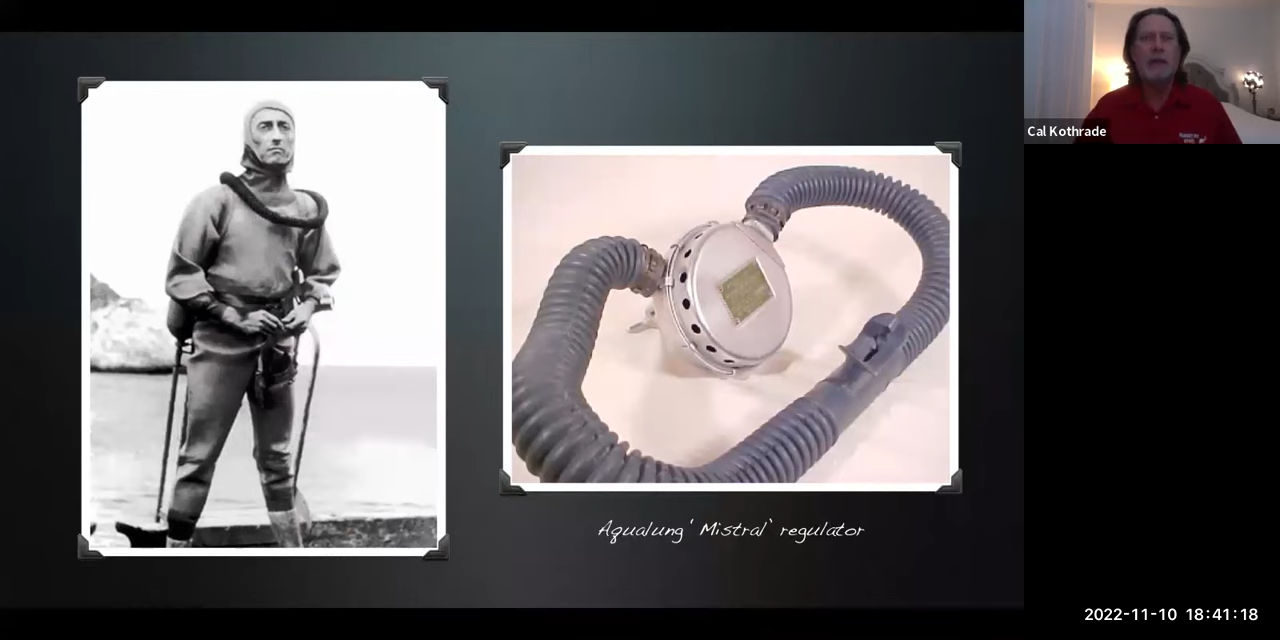 Cal Kothrade
Aqualung ' Mistral ' regulator
2022-11-10 18:41:18